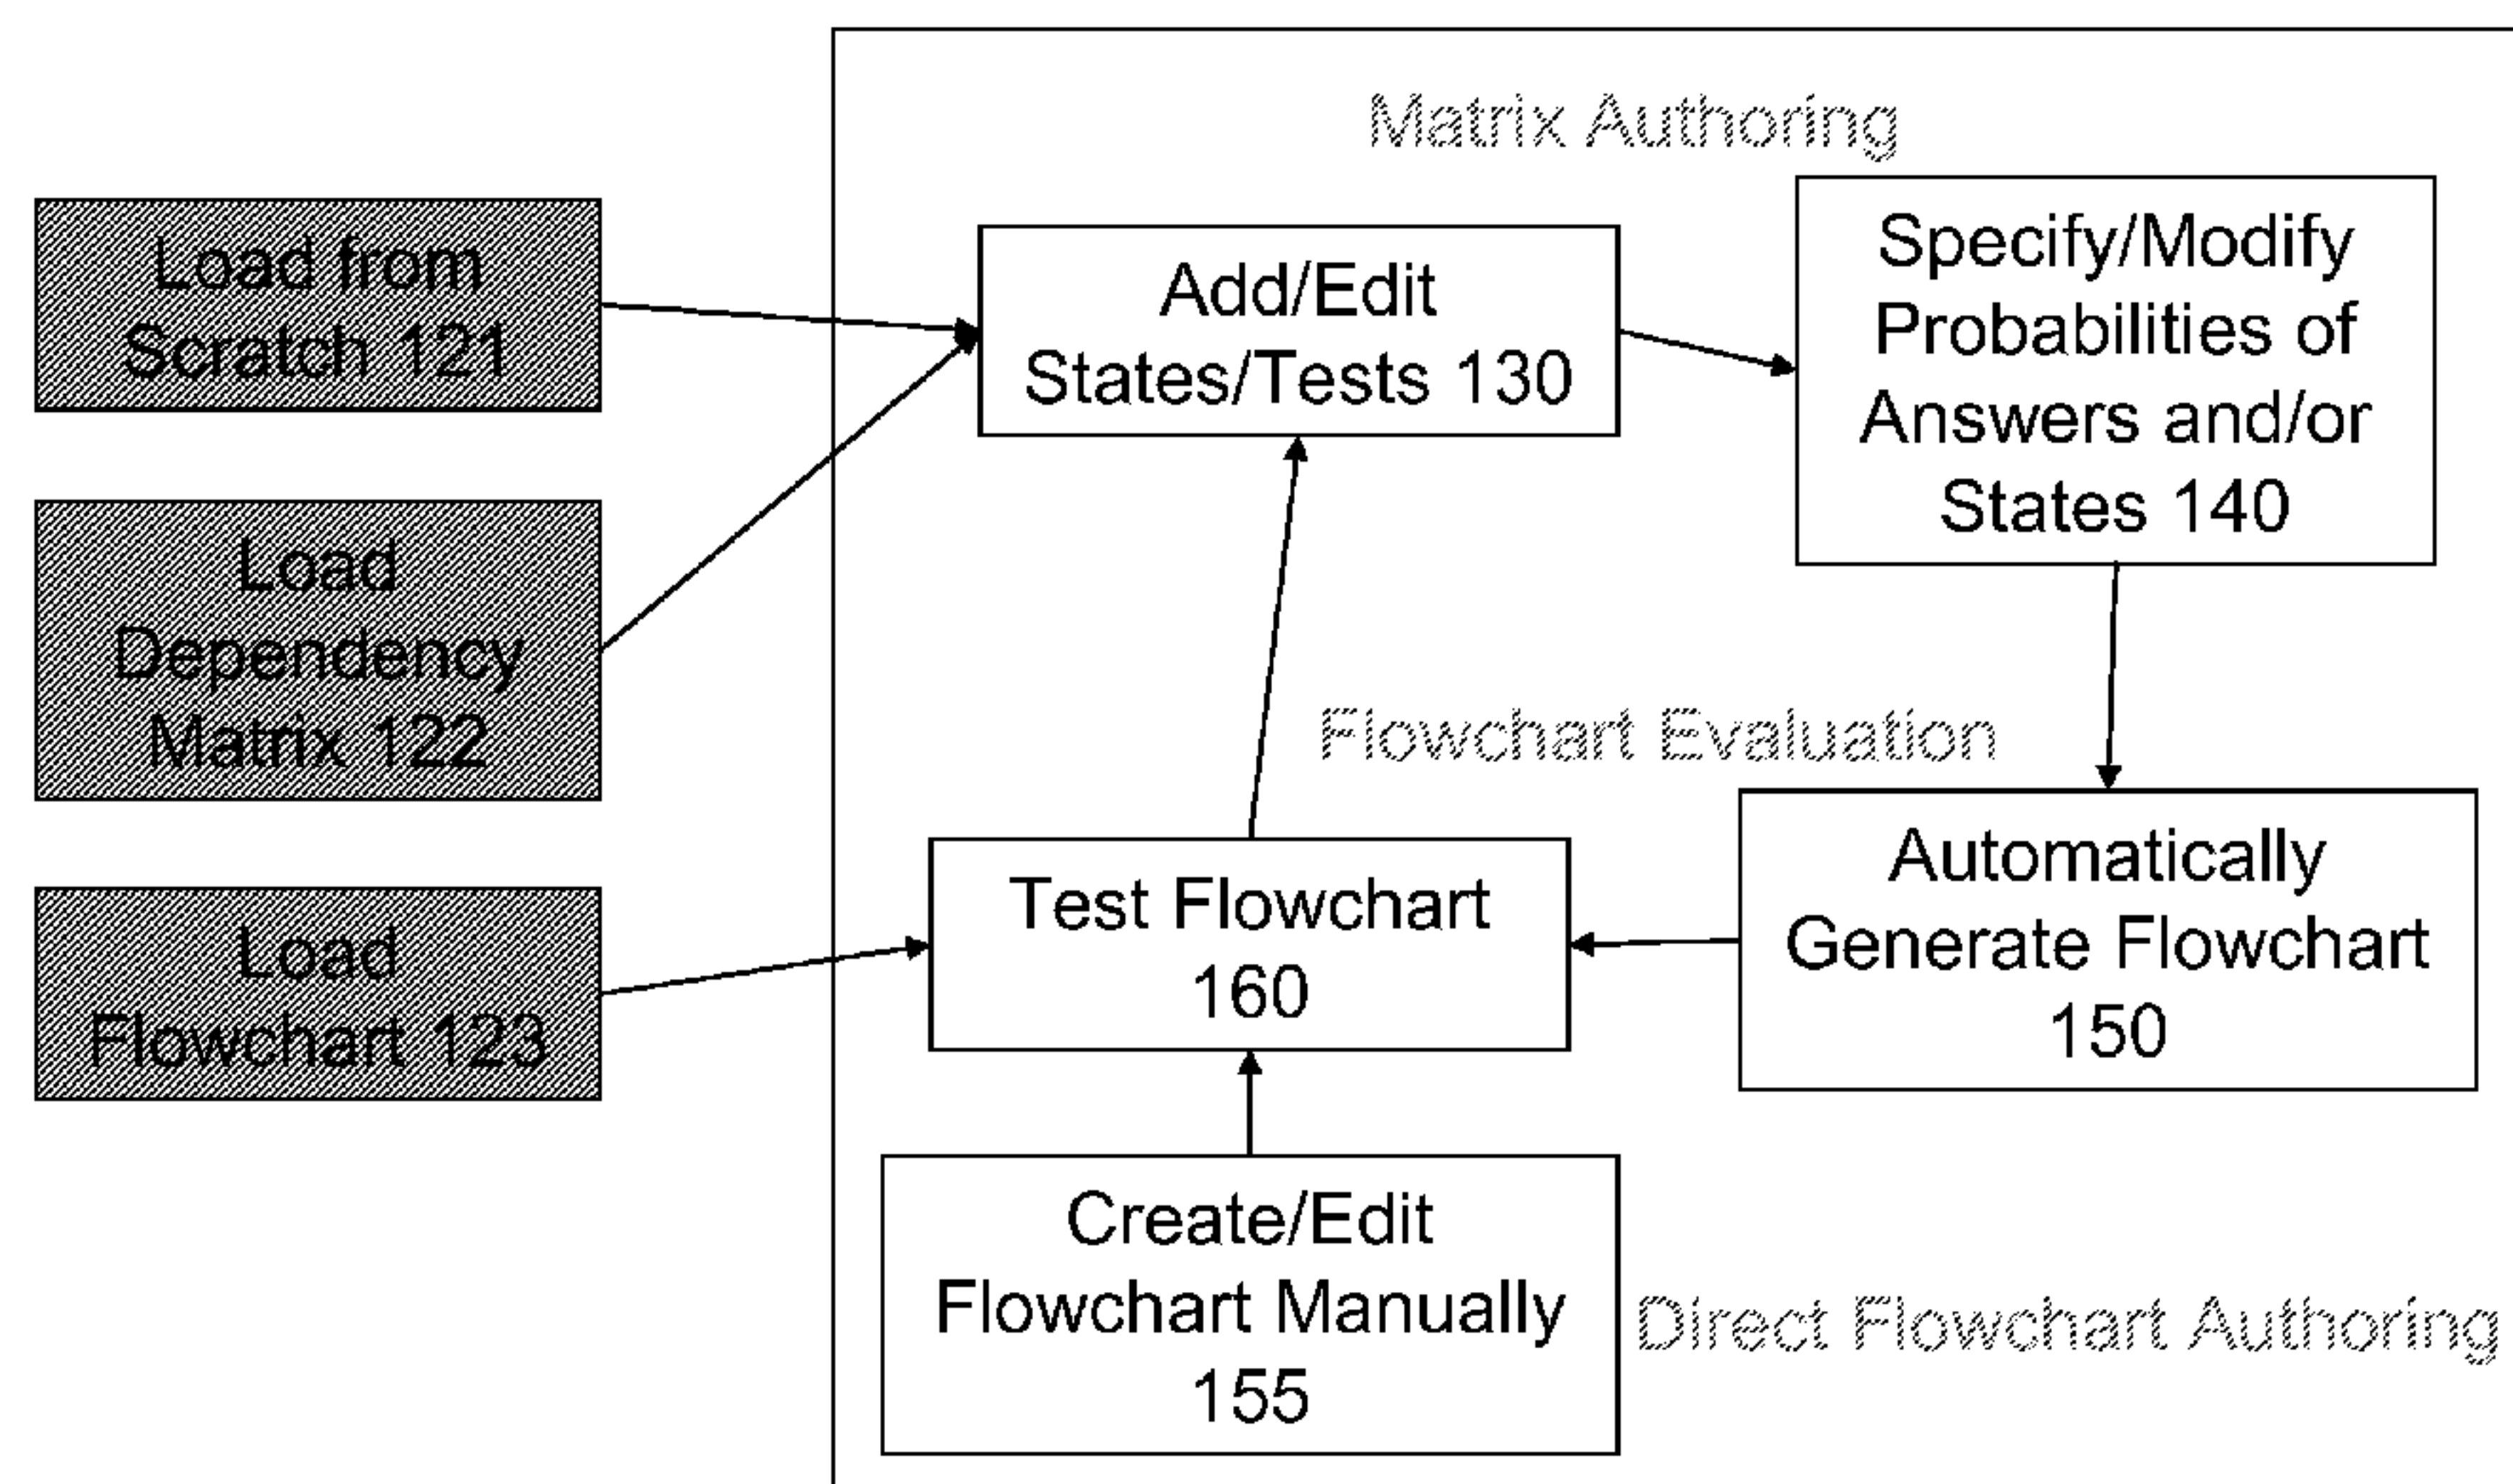 Matrix Authoring
Load from
Scratch 121
Add/Edit
States/Tests 130
Specify/Modify
Probabilities of
Answers and/or
States 140
Load
Dependency
Matrix 122
Flowchart Evaluation
Load
Flowchart 123
Test Flowchart
160
Automatically
Generate Flowchart
150
Create/Edit
Flowchart Manually
155
Direct Flowchart Authoring